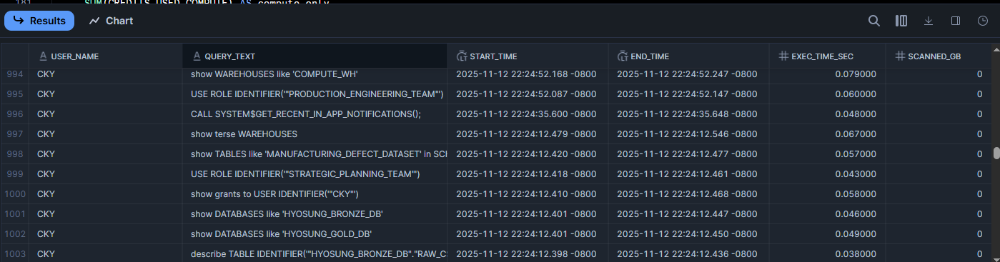 181 SUM(CREDITS_USED_COMPUTE) AS compute_only
Results Chart
USER_NAME QUERY_TEXT START_TIME END_TIME EXEC_TIME_SEC SCANNED_GB
994 CKY show WAREHOUSES like 'COMPUTE_WH' 2025-11-12 22:24:52.168 -0800 2025-11-12 22:24:52.247 -0800 0.079000 0
995 CKY USE ROLE IDENTIFIER('"PRODUCTION_ENGINEERING_TEAM"') 2025-11-12 22:24:52.087 -0800 2025-11-12 22:24:52.147 -0800 0.060000 0
996 CKY CALL SYSTEM$GET_RECENT_IN_APP_NOTIFICATIONS(); 2025-11-12 22:24:35.600 -0800 2025-11-12 22:24:35.648 -0800 0.048000 0
997 CKY show terse WAREHOUSES 2025-11-12 22:24:12.479 -0800 2025-11-12 22:24:12.546 -0800 0.067000 0
998 CKY show TABLES like 'MANUFACTURING_DEFECT_DATASET' in SCH 2025-11-12 22:24:12.420 -0800 2025-11-12 22:24:12.477 -0800 0.057000 0
999 CKY USE ROLE IDENTIFIER('"STRATEGIC_PLANNING_TEAM"') 2025-11-12 22:24:12.418 -0800 2025-11-12 22:24:12.461 -0800 0.043000 0
1000 CKY show grants to USER IDENTIFIER('"CKY"') 2025-11-12 22:24:12.410 -0800 2025-11-12 22:24:12.468 -0800 0.058000 0
1001 CKY show DATABASES like 'HYOSUNG_BRONZE_DB' 2025-11-12 22:24:12.401 -0800 2025-11-12 22:24:12.447 -0800 0.046000 0
1002 CKY show DATABASES like 'HYOSUNG_GOLD_DB' 2025-11-12 22:24:12.401 -0800 2025-11-12 22:24:12.450 -0800 0.049000 0
1003 CKY describe TABLE IDENTIFIER('"HYOSUNG_BRONZE_DB"."RAW_CS 2025-11-12 22:24:12.398 -0800 2025-11-12 22:24:12.436 -0800 0.038000 0